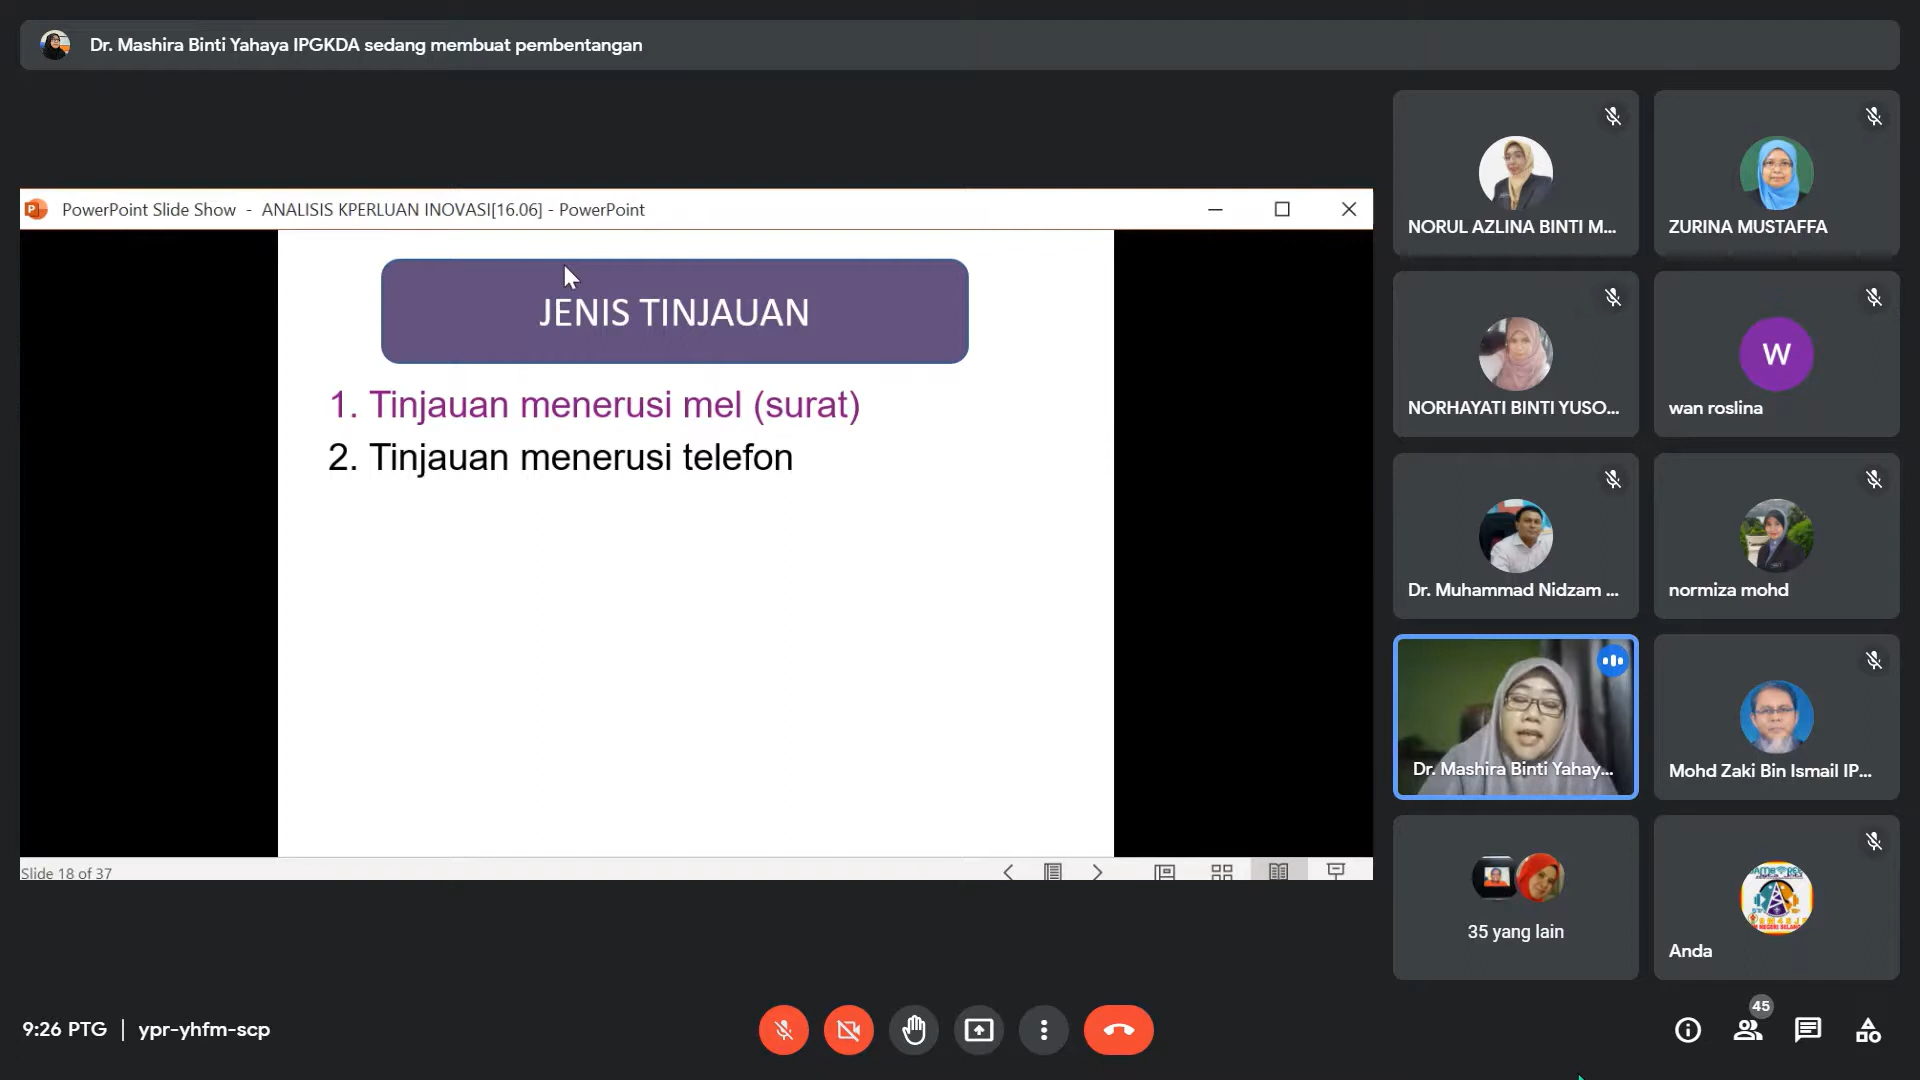 Dr. Mashira Binti Yahaya IPGKDA sedang membuat pembentangan
PowerPoint Slide Show - ANALISIS KPERLUAN INOVASI[16.06] - PowerPoint
JENIS TINJAUAN
1. Tinjauan menerusi mel (surat)
2. Tinjauan menerusi telefon
Slide 18 of 37
NORUL AZLINA BINTI M...
ZURINA MUSTAFFA
NORHAYATI BINTI YUSO...
W
wan roslina
Dr. Muhammad Nidzam ...
normiza mohd
Dr. Mashira Binti Yahay...
Mohd Zaki Bin Ismail IP...
35 yang lain
Anda
9:26 PTG | ypr-yhfm-scp
45